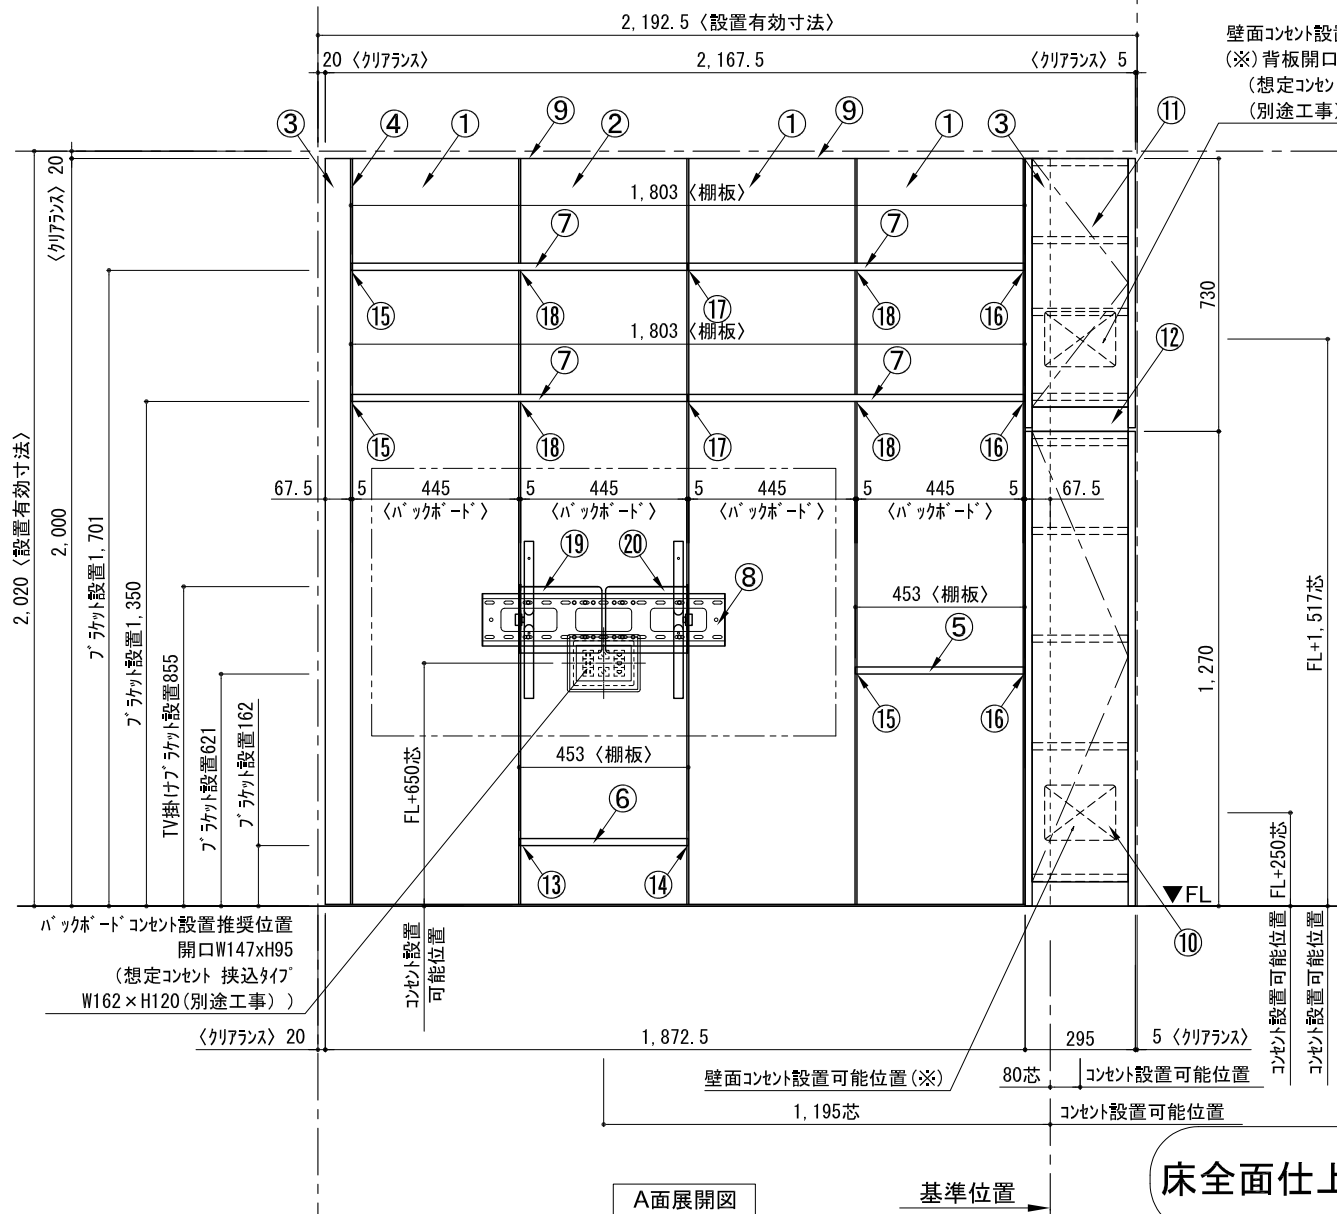 2,192.5〈設置有効寸法〉
20〈クリアランス〉
2,167.5
〈クリアランス〉5
壁面コンセント設
(※)背板開口
(想定コンセン
(別途工事)
③
④
①
⑨
②
①
⑨
①
③
⑪
1,803〈棚板〉
⑦
⑦
⑮
⑱
⑰
⑱
⑯
1,803〈棚板〉
⑦
⑦
⑮
⑱
⑰
⑱
⑯
730
⑫
67.5
5
445
〈バックボード〉
5
445
〈バックボード〉
5
445
〈バックボード〉
5
445
〈バックボード〉
5
67.5
⑲
⑳
⑧
453〈棚板〉
⑤
⑮
⑯
453〈棚板〉
⑥
⑬
⑭
1,270
⑩
▼FL
2,020〈設置有効寸法〉
〈クリアランス〉20
2,000
ブラケット設置1,701
ブラケット設置1,350
TV掛けブラケット設置855
ブラケット設置621
ブラケット設置162
FL+650芯
コンセント設置
可能位置
FL+1,517芯
コンセント設置可能位置
FL+250芯
コンセント設置可能位置
バックボードコンセント設置推奨位置
開口W147xH95
(想定コンセント 挟込タイプ
W162×H120(別途工事))
〈クリアランス〉20
1,872.5
295
5〈クリアランス〉
壁面コンセント設置可能位置(※)
80芯
コンセント設置可能位置
1,195芯
コンセント設置可能位置
A面展開図
基準位置
床全面仕上